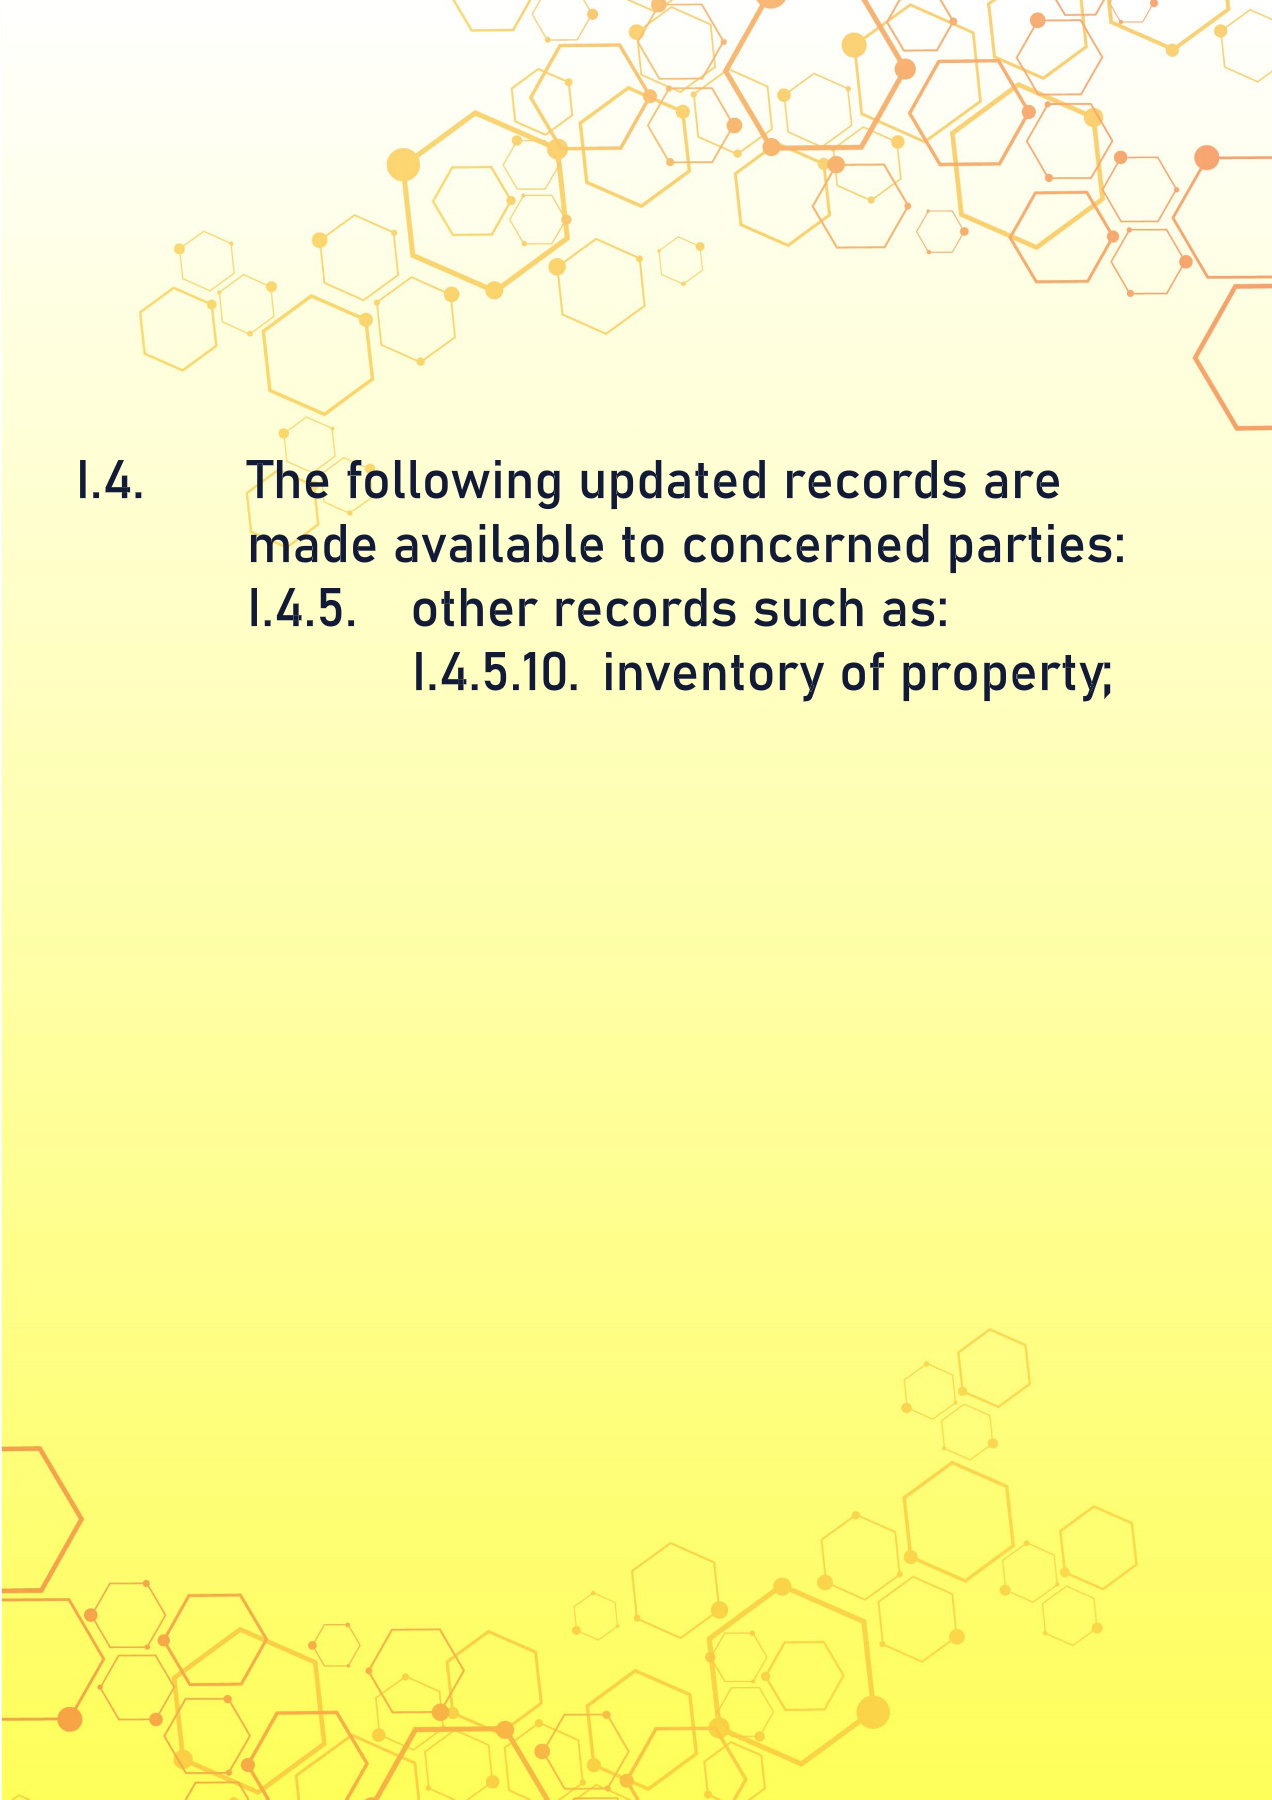 I.4. The following updated records are
made available to concerned parties:
I.4.5. other records such as:
I.4.5.10. inventory of property;